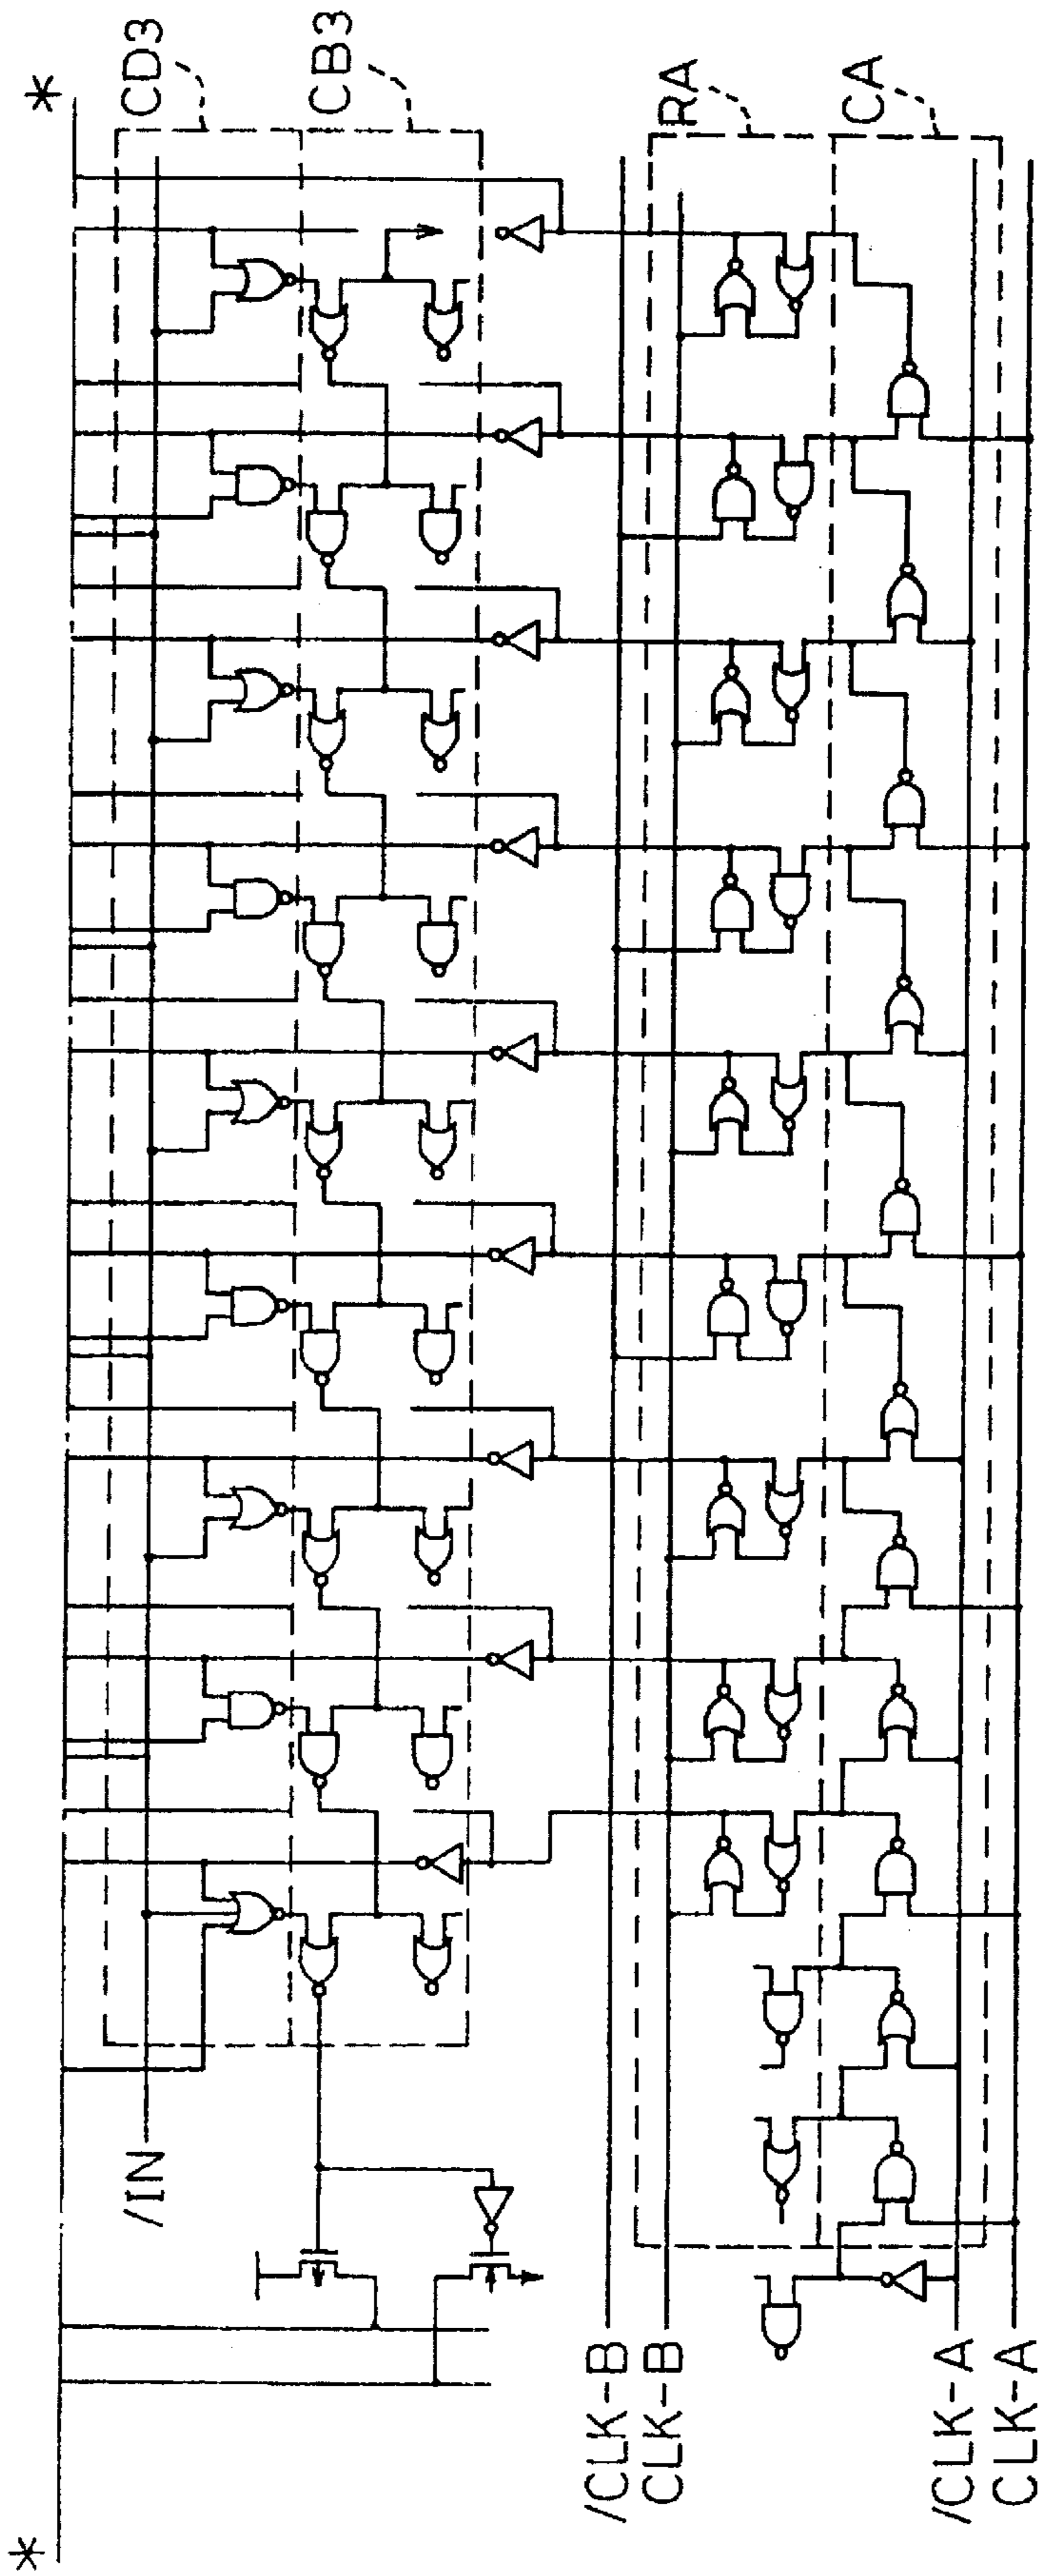 *
CD3
CB3
RA
CA
/IN
/CLK-B
CLK-B
/CLK-A
CLK-A
*